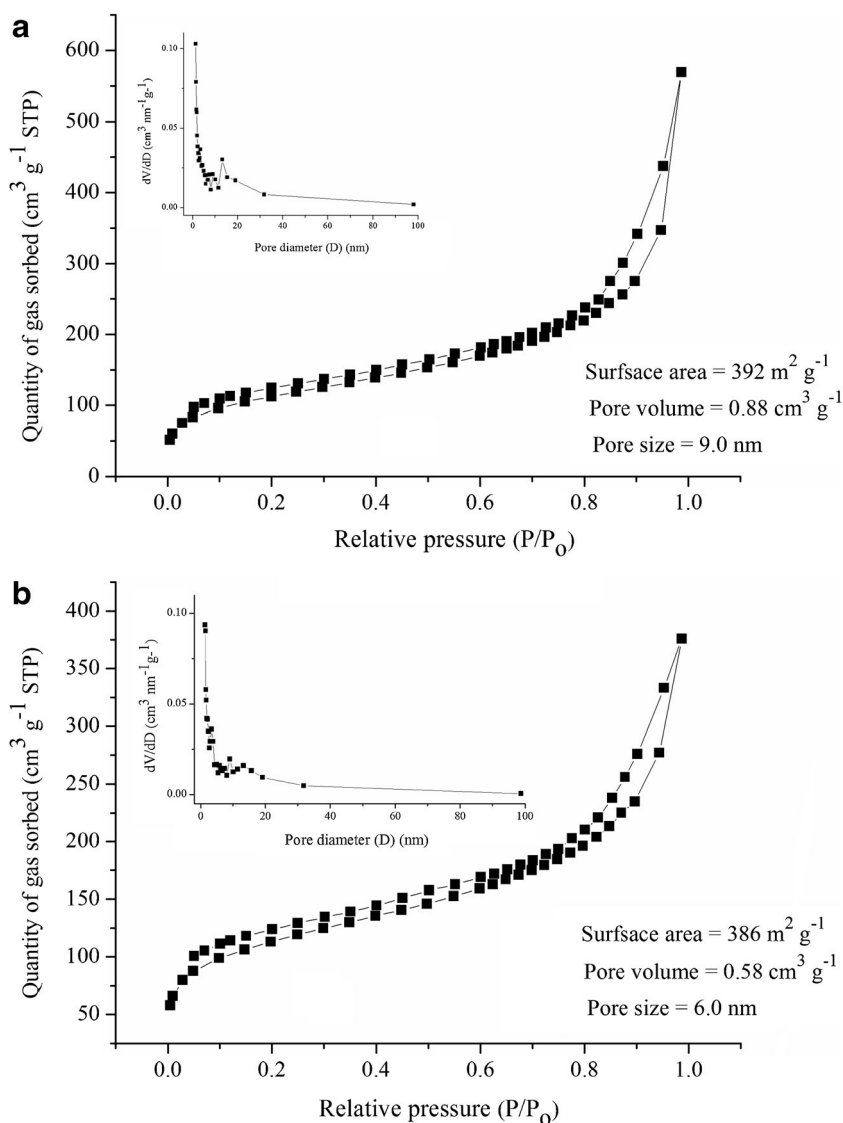 a
600
500
400
300
200
100
0
Quantity of gas sorbed (cm³ g⁻¹ STP)
0.10
0.05
0.00
dV/dD (cm³ nm⁻¹g⁻¹)
0 20 40 60 80 100
Pore diameter (D) (nm)
Surfsace area = 392 m² g⁻¹
Pore volume = 0.88 cm³ g⁻¹
Pore size = 9.0 nm
0.0 0.2 0.4 0.6 0.8 1.0
Relative pressure (P/P₀)
b
400
350
300
250
200
150
100
50
Quantity of gas sorbed (cm³ g⁻¹ STP)
0.10
0.05
0.00
dV/dD (cm³ nm⁻¹g⁻¹)
0 20 40 60 80 100
Pore diameter (D) (nm)
Surfsace area = 386 m² g⁻¹
Pore volume = 0.58 cm³ g⁻¹
Pore size = 6.0 nm
0.0 0.2 0.4 0.6 0.8 1.0
Relative pressure (P/P₀)